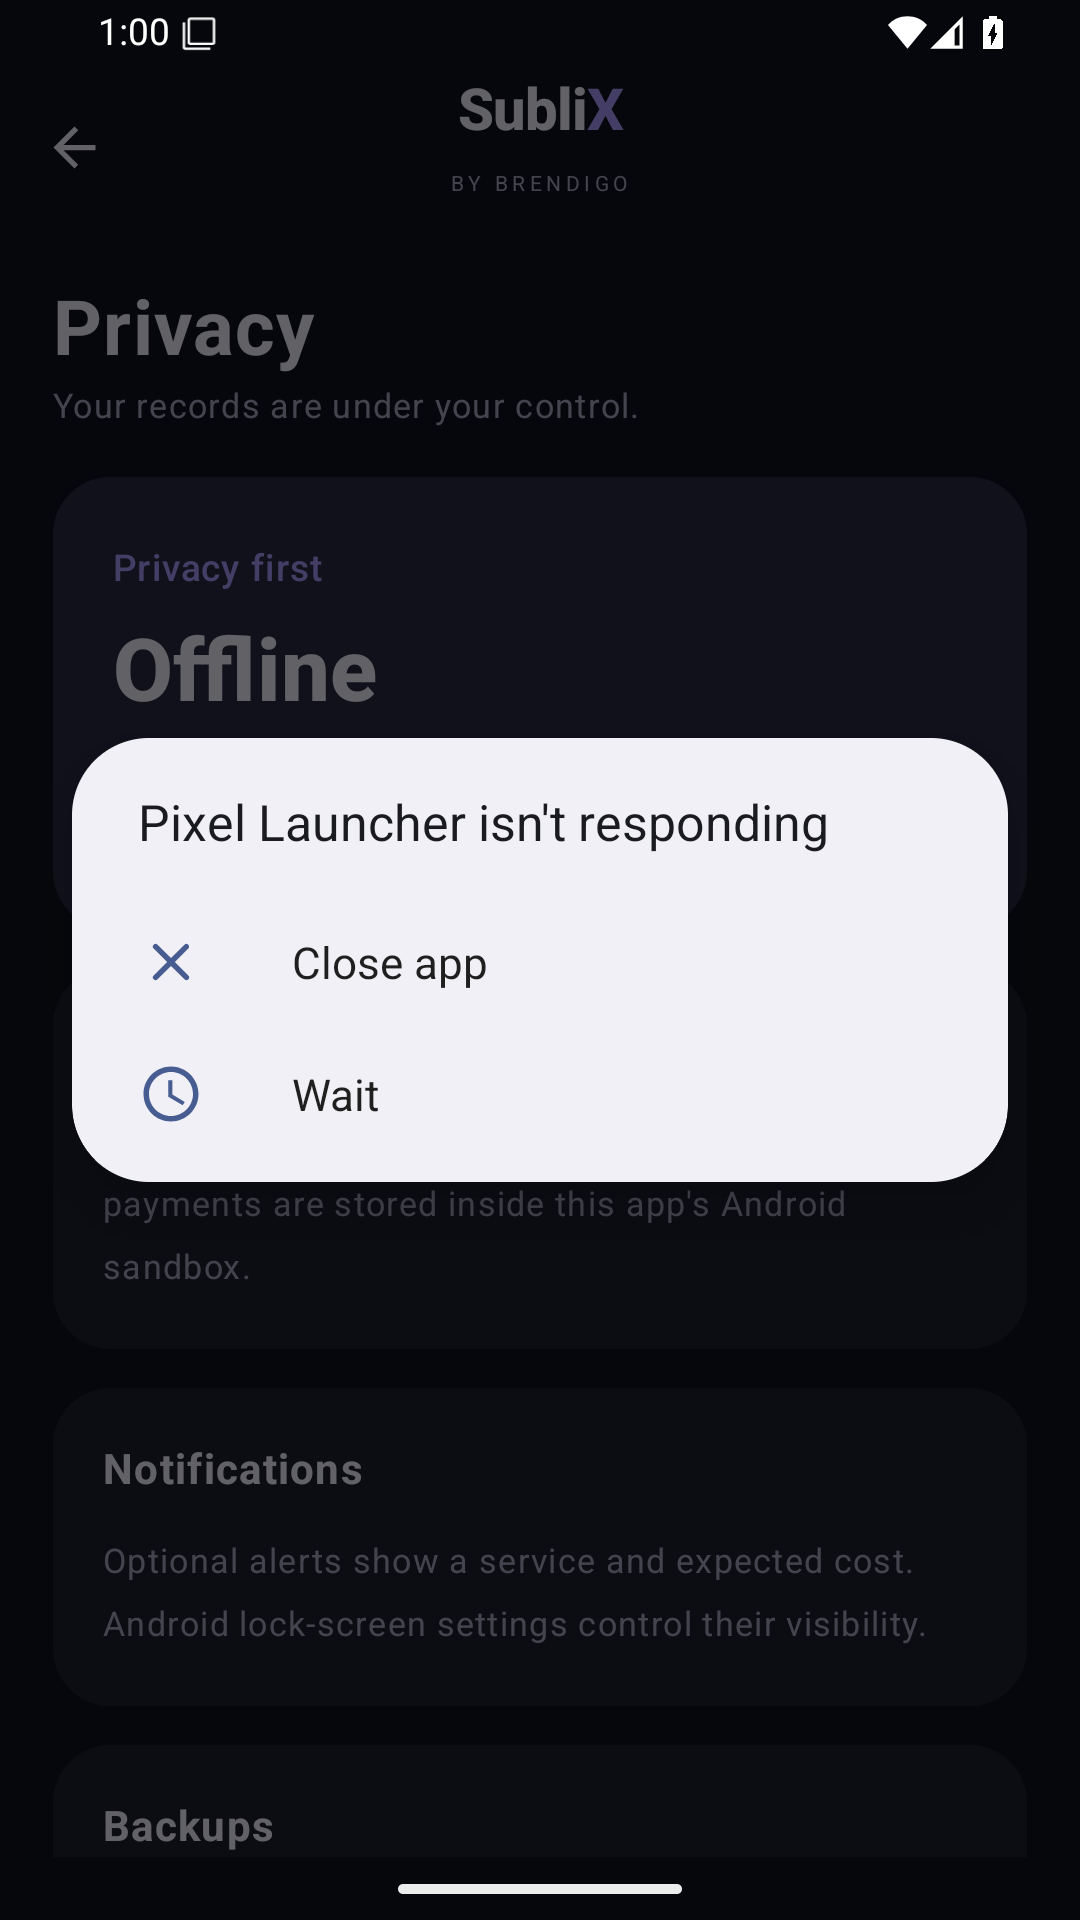 1:00
SubliX
BY BRENDIGO
Privacy
Your records are under your control.
Privacy first
Offline
Pixel Launcher isn't responding
Close app
Wait
payments are stored inside this app's Android
sandbox.
Notifications
Optional alerts show a service and expected cost.
Android lock-screen settings control their visibility.
Backups